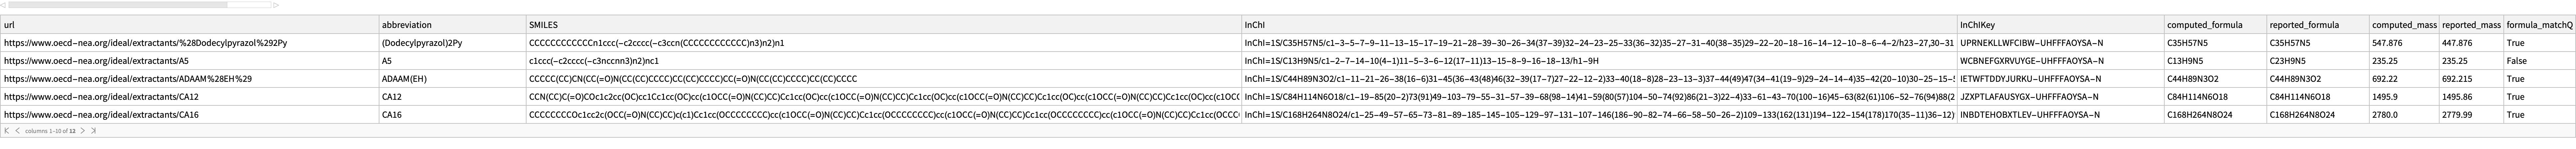 url abbreviation SMILES InChI InChIKey computed_formula reported_formula computed_mass reported_mass formula_matchQ
https://www.oecd-nea.org/ideal/extractants/%28Dodecylpyrazol%292Py (Dodecylpyrazol)2Py CCCCCCCCCCCCn1ccc(-c2cccc(-c3ccn(CCCCCCCCCCCC)n3)n2)n1 InChI=1S/C35H57N5/c1-3-5-7-9-11-13-15-17-19-21-28-39-30-26-34(37-39)32-24-23-25-33(36-32)35-27-31-40(38-35)29-22-20-18-16-14-12-10-8-6-4-2/h23-27,30-31 UPRNEKLLWFCIBW-UHFFFAOYSA-N C35H57N5 C35H57N5 547.876 447.876 True
https://www.oecd-nea.org/ideal/extractants/A5 A5 c1ccc(-c2cccc(-c3nccnn3)n2)nc1 InChI=1S/C13H9N5/c1-2-7-14-10(4-1)11-5-3-6-12(17-11)13-15-8-9-16-18-13/h1-9H WCBNEFGXRVUYGE-UHFFFAOYSA-N C13H9N5 C23H9N5 235.25 235.25 False
https://www.oecd-nea.org/ideal/extractants/ADAAM%28EH%29 ADAAM(EH) CCCCC(CC)CN(CC(=O)N(CC(CC)CCCC)CC(CC)CCCC)CC(=O)N(CC(CC)CCCC)CC(CC)CCCC InChI=1S/C44H89N3O2/c1-11-21-26-38(16-6)31-45(36-43(48)46(32-39(17-7)27-22-12-2)33-40(18-8)28-23-13-3)37-44(49)47(34-41(19-9)29-24-14-4)35-42(20-10)30-25-15-5 IETWFTDDYJURKU-UHFFFAOYSA-N C44H89N3O2 C44H89N3O2 692.22 692.215 True
https://www.oecd-nea.org/ideal/extractants/CA12 CA12 CCN(CC)C(=O)COc1c2cc(OC)cc1Cc1cc(OC)cc(c1OCC(=O)N(CC)CC)Cc1cc(OC)cc(c1OCC(=O)N(CC)CC)Cc1cc(OC)cc(c1OCC(=O)N(CC)CC)Cc1cc(OC)cc(c1OCC(=O)N(CC)CC)Cc1cc(OC)cc(c1OCC InChI=1S/C84H114N6O18/c1-19-85(20-2)73(91)49-103-79-55-31-57-39-68(98-14)41-59(80(57)104-50-74(92)86(21-3)22-4)33-61-43-70(100-16)45-63(82(61)106-52-76(94)88(2 JZXPTLAFAUSYGX-UHFFFAOYSA-N C84H114N6O18 C84H114N6O18 1495.9 1495.86 True
https://www.oecd-nea.org/ideal/extractants/CA16 CA16 CCCCCCCCOc1cc2c(OCC(=O)N(CC)CC)c(c1)Cc1cc(OCCCCCCCC)cc(c1OCC(=O)N(CC)CC)Cc1cc(OCCCCCCCC)cc(c1OCC(=O)N(CC)CC)Cc1cc(OCCCCCCCC)cc(c1OCC(=O)N(CC)CC)Cc1cc(OCCC InChI=1S/C168H264N8O24/c1-25-49-57-65-73-81-89-185-145-105-129-97-131-107-146(186-90-82-74-66-58-50-26-2)109-133(162(131)194-122-154(178)170(35-11)36-12) INBDTEHOBXTLEV-UHFFFAOYSA-N C168H264N8O24 C168H264N8O24 2780.0 2779.99 True
columns 1-10 of 12